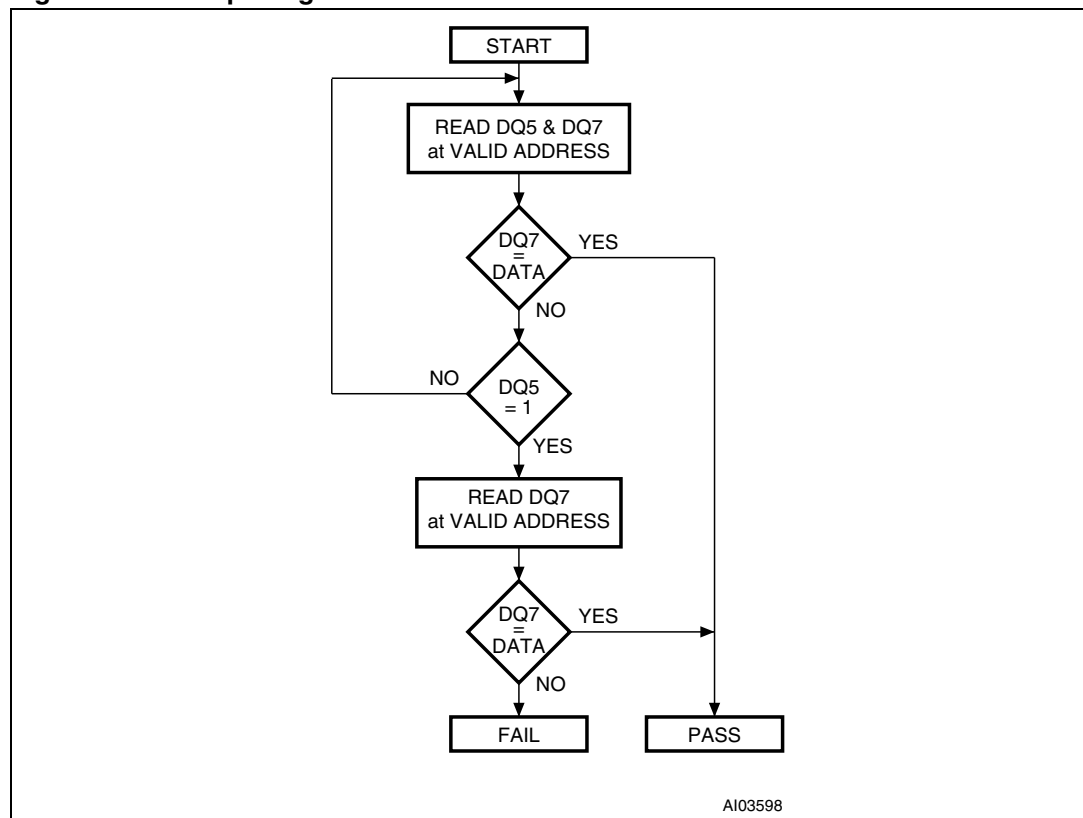 START
READ DQ5 & DQ7
at VALID ADDRESS
DQ7
=
DATA
YES
NO
DQ5
= 1
NO
YES
READ DQ7
at VALID ADDRESS
DQ7
=
DATA
YES
NO
FAIL
PASS
AI03598